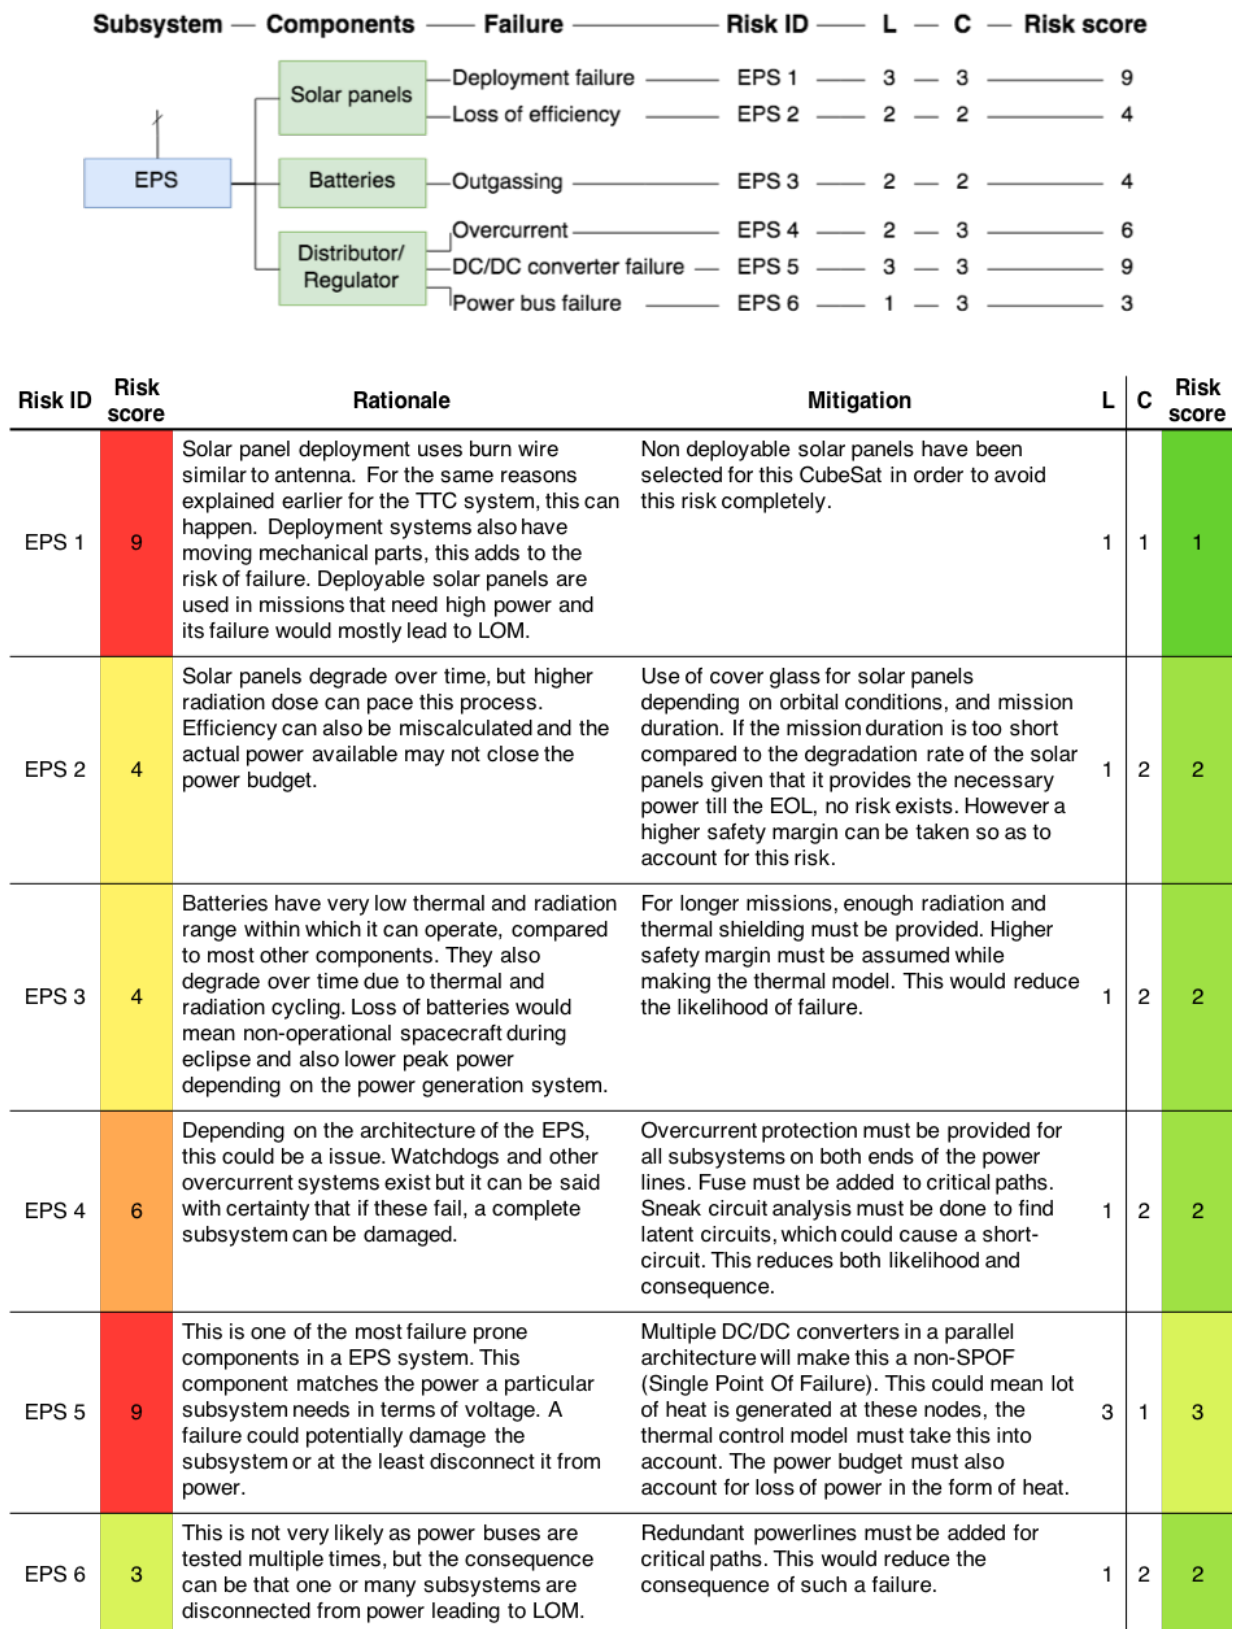 Subsystem — Components — Failure — Risk ID — L — C — Risk score
Solar panels
Deployment failure — EPS 1 — 3 — 3 — 9
Loss of efficiency — EPS 2 — 2 — 2 — 4
EPS
Batteries
Outgassing — EPS 3 — 2 — 2 — 4
Distributor/
Regulator
Overcurrent — EPS 4 — 2 — 3 — 6
DC/DC converter failure — EPS 5 — 3 — 3 — 9
Power bus failure — EPS 6 — 1 — 3 — 3
Risk ID Risk score Rationale Mitigation L C Risk score
EPS 1
9
Solar panel deployment uses burn wire
similar to antenna. For the same reasons
explained earlier for the TTC system, this can
happen. Deployment systems also have
moving mechanical parts, this adds to the
risk of failure. Deployable solar panels are
used in missions that need high power and
its failure would mostly lead to LOM.
Non deployable solar panels have been
selected for this CubeSat in order to avoid
this risk completely.
1 1 1
EPS 2
4
Solar panels degrade over time, but higher
radiation dose can pace this process.
Efficiency can also be miscalculated and the
actual power available may not close the
power budget.
Use of cover glass for solar panels
depending on orbital conditions, and mission
duration. If the mission duration is too short
compared to the degradation rate of the solar
panels given that it provides the necessary
power till the EOL, no risk exists. However a
higher safety margin can be taken so as to
account for this risk.
1 2 2
EPS 3
4
Batteries have very low thermal and radiation
range within which it can operate, compared
to most other components. They also
degrade over time due to thermal and
radiation cycling. Loss of batteries would
mean non-operational spacecraft during
eclipse and also lower peak power
depending on the power generation system.
For longer missions, enough radiation and
thermal shielding must be provided. Higher
safety margin must be assumed while
making the thermal model. This would reduce
the likelihood of failure.
1 2 2
EPS 4
6
Depending on the architecture of the EPS,
this could be a issue. Watchdogs and other
overcurrent systems exist but it can be said
with certainty that if these fail, a complete
subsystem can be damaged.
Overcurrent protection must be provided for
all subsystems on both ends of the power
lines. Fuse must be added to critical paths.
Sneak circuit analysis must be done to find
latent circuits, which could cause a short-
circuit. This reduces both likelihood and
consequence.
1 2 2
EPS 5
9
This is one of the most failure prone
components in a EPS system. This
component matches the power a particular
subsystem needs in terms of voltage. A
failure could potentially damage the
subsystem or at the least disconnect it from
power.
Multiple DC/DC converters in a parallel
architecture will make this a non-SPOF
(Single Point Of Failure). This could mean lot
of heat is generated at these nodes, the
thermal control model must take this into
account. The power budget must also
account for loss of power in the form of heat.
3 1 3
EPS 6
3
This is not very likely as power buses are
tested multiple times, but the consequence
can be that one or many subsystems are
disconnected from power leading to LOM.
Redundant powerlines must be added for
critical paths. This would reduce the
consequence of such a failure.
1 2 2